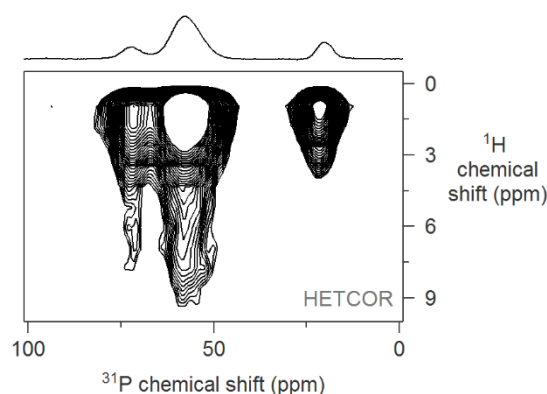 0
3
6
9
¹H
chemical
shift (ppm)
HETCOR
100
50
0
³¹P chemical shift (ppm)